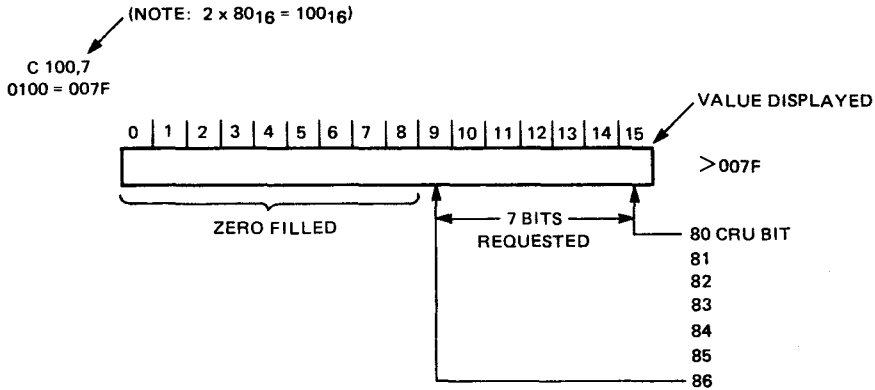 (NOTE: 2 x 80₁₆ = 100₁₆)
C 100,7
0100 = 007F
VALUE DISPLAYED
0 1 2 3 4 5 6 7 8 9 10 11 12 13 14 15
>007F
ZERO FILLED
7 BITS
REQUESTED
80 CRU BIT
81
82
83
84
85
86